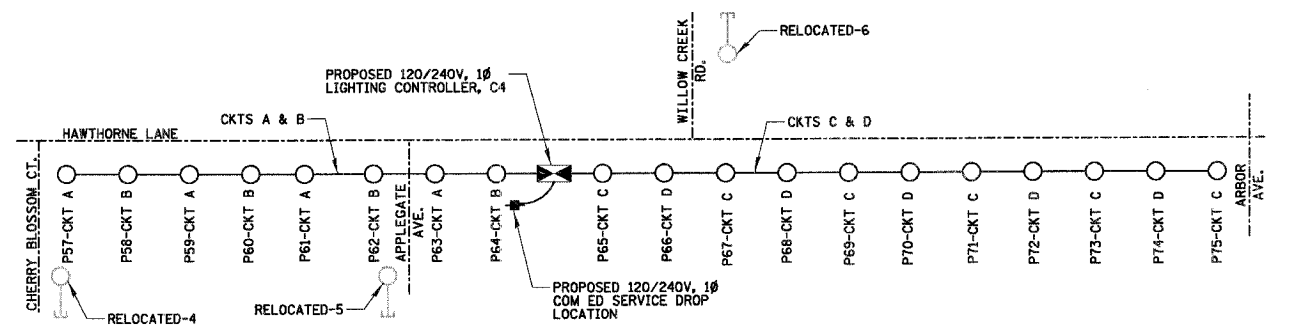 WILLOW CREEK
RD.
RELOCATED-6
PROPOSED 120/240V, 1Ø
LIGHTING CONTROLLER, C4
CKTS A & B
CKTS C & D
HAWTHORNE LANE
CHERRY BLOSSOM CT.
P57-CKT A
P58-CKT B
P59-CKT A
P60-CKT B
P61-CKT A
P62-CKT B
APPLEGATE
AVE.
P63-CKT A
P64-CKT B
P65-CKT C
P66-CKT D
P67-CKT C
P68-CKT D
P69-CKT C
P70-CKT D
P71-CKT C
P72-CKT D
P73-CKT C
P74-CKT D
P75-CKT C
ARBOR
AVE.
RELOCATED-4
RELOCATED-5
PROPOSED 120/240V, 1Ø
COM ED SERVICE DROP
LOCATION